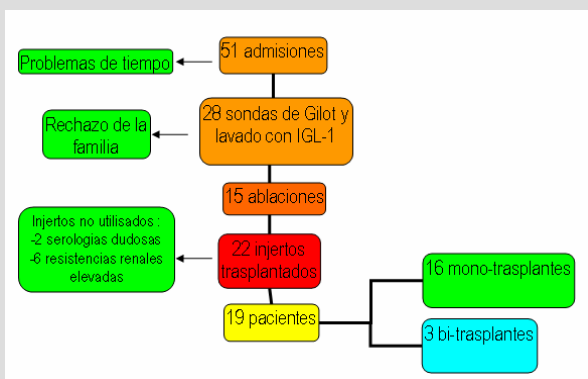 51 admisiones
Problemas de tiempo
28 sondas de Gilot y
lavado con IGL-1
Rechazo de la
familia
15 ablaciones
Injertos no utilisados :
-2 serologias dudosas
-6 resistencias renales
elevadas
22 injertos
trasplantados
16 mono-trasplantes
19 pacientes
3 bi-trasplantes